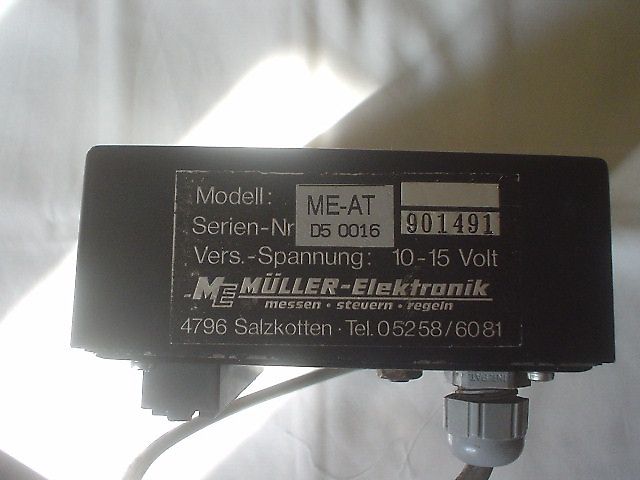 Modell: ME-AT
Serien-Nr D5 0016 901491
Vers.-Spannung: 10-15 Volt
ME MÜLLER-Elektronik
messen · steuern · regeln
4796 Salzkotten · Tel. 05258/6081